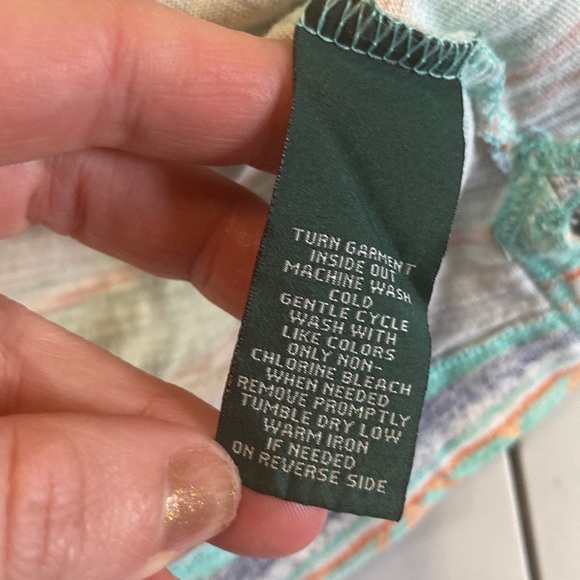 TURN GARMENT
INSIDE OUT
MACHINE WASH
COLD
GENTLE CYCLE
WASH WITH
LIKE COLORS
ONLY NON-
CHLORINE BLEACH
WHEN NEEDED
REMOVE PROMPTLY
TUMBLE DRY LOW
WARM IRON
IF NEEDED
ON REVERSE SIDE